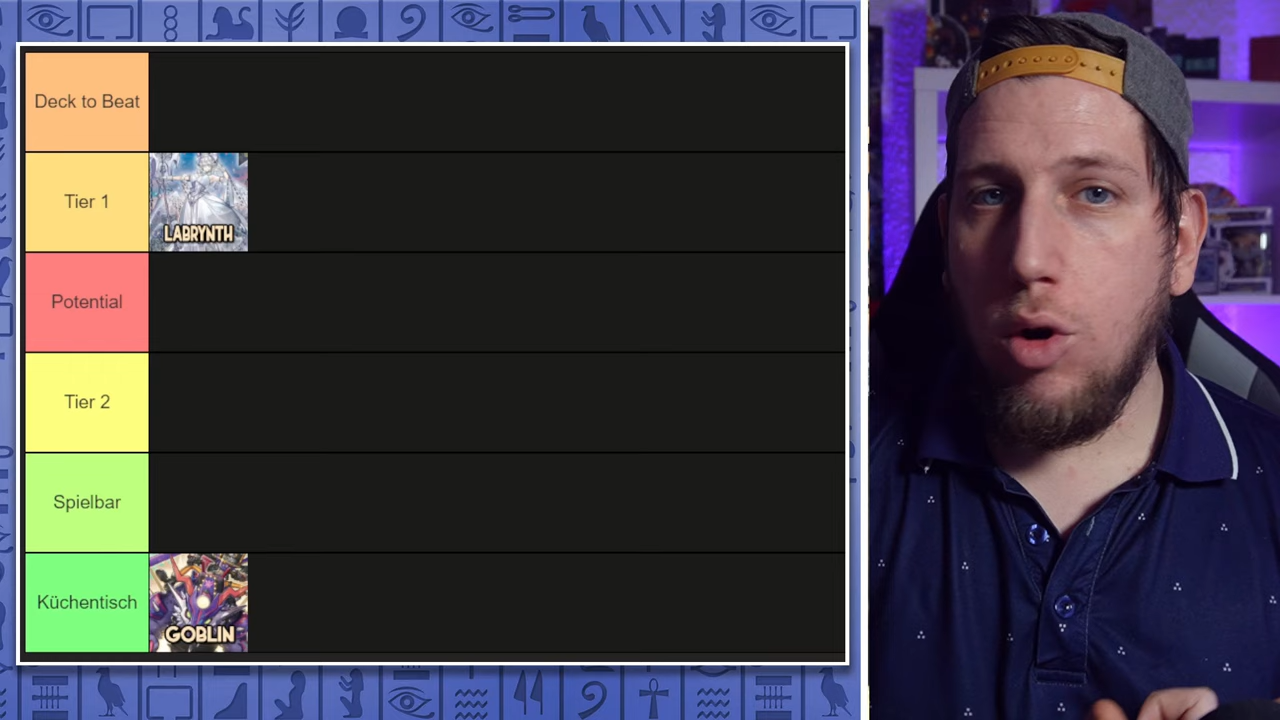 Deck to Beat
Tier 1
LABRYNTH
Potential
Tier 2
Spielbar
Küchentisch
GOBLIN